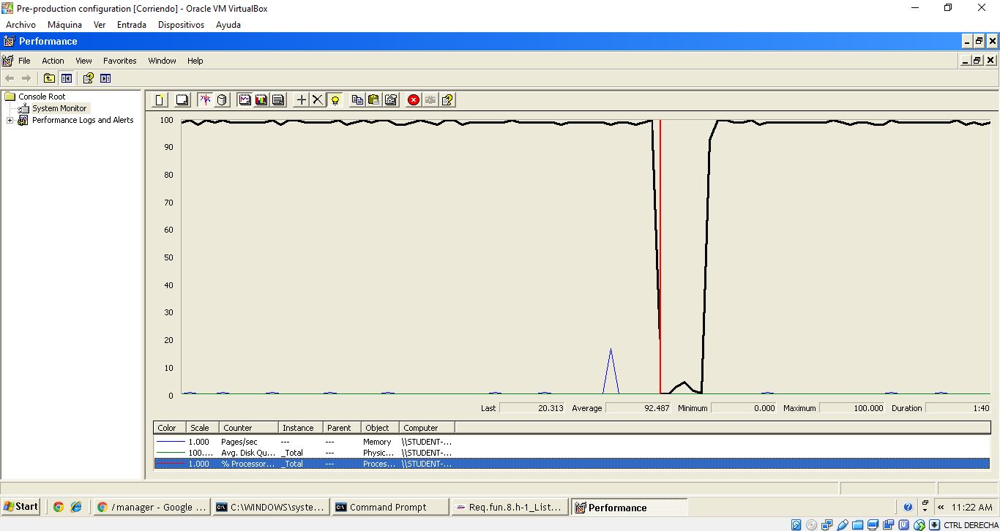 Pre-production configuration [Corriendo] - Oracle VM VirtualBox
Archivo Máquina Ver Entrada Dispositivos Ayuda
Performance
File Action View Favorites Window Help
Console Root
System Monitor
Performance Logs and Alerts
100
90
80
70
60
50
40
30
20
10
0
Last 20.313 Average 92.487 Minimum 0.000 Maximum 100.000 Duration 1:40
Color Scale Counter Instance Parent Object Computer
1.000 Pages/sec --- --- Memory \\STUDENT-...
100.... Avg. Disk Qu... _Total --- Physic... \\STUDENT-...
1.000 % Processor... _Total --- Proces... \\STUDENT-...
Start /manager - Google ... C:\WINDOWS\syste... Command Prompt Req.fun.8.h-1_List... Performance « 11:22 AM
CTRL DERECHA